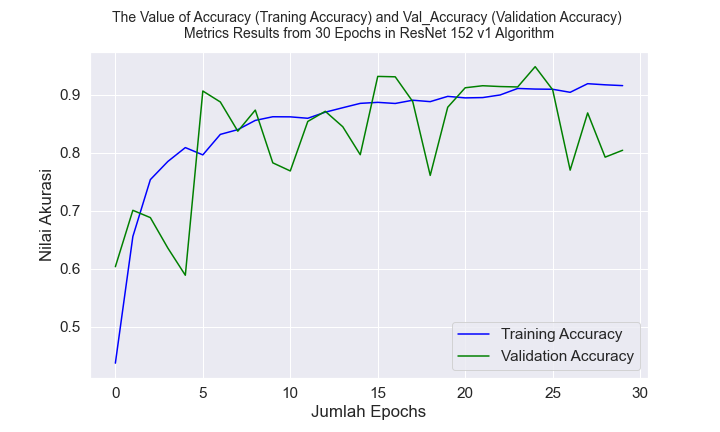 The Value of Accuracy (Traning Accuracy) and Val_Accuracy (Validation Accuracy)
Metrics Results from 30 Epochs in ResNet 152 v1 Algorithm
Nilai Akurasi
0.9
0.8
0.7
0.6
0.5
Training Accuracy
Validation Accuracy
0 5 10 15 20 25 30
Jumlah Epochs